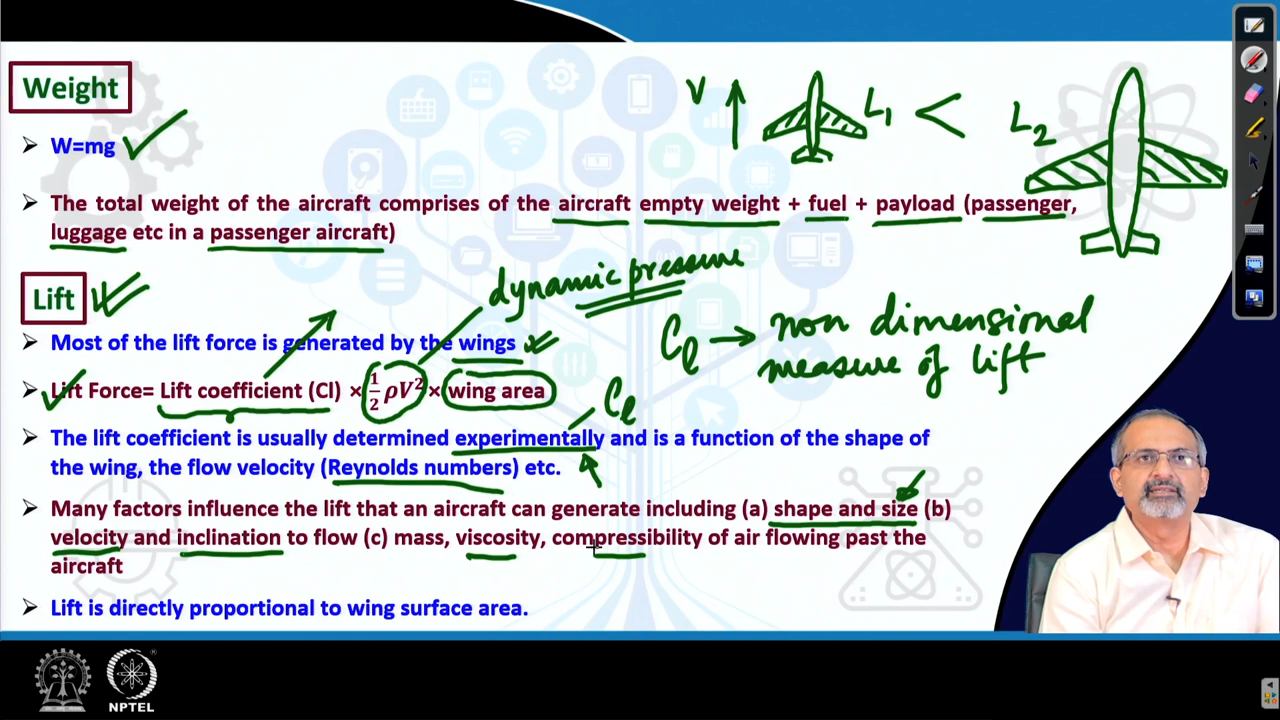 Weight
V
L1 < L2
➢ W=mg
➢ The total weight of the aircraft comprises of the aircraft empty weight + fuel + payload (passenger,
luggage etc in a passenger aircraft)
dynamic pressure
Lift
Cl → non dimensional
measure of lift
➢ Most of the lift force is generated by the wings
➢ Lift Force= Lift coefficient (Cl) × 1/2 ρV² × wing area
Cl
➢ The lift coefficient is usually determined experimentally and is a function of the shape of
the wing, the flow velocity (Reynolds numbers) etc.
➢ Many factors influence the lift that an aircraft can generate including (a) shape and size (b)
velocity and inclination to flow (c) mass, viscosity, compressibility of air flowing past the
aircraft
➢ Lift is directly proportional to wing surface area.
NPTEL